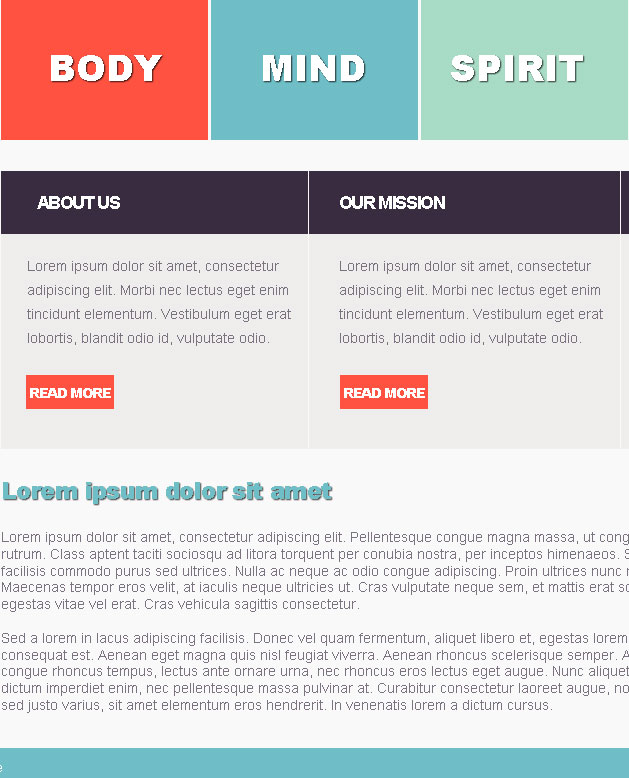 BODY MIND SPIRIT
ABOUT US
Lorem ipsum dolor sit amet, consectetur
adipiscing elit. Morbi nec lectus eget enim
tincidunt elementum. Vestibulum eget erat
lobortis, blandit odio id, vulputate odio.
READ MORE
OUR MISSION
Lorem ipsum dolor sit amet, consectetur
adipiscing elit. Morbi nec lectus eget enim
tincidunt elementum. Vestibulum eget erat
lobortis, blandit odio id, vulputate odio.
READ MORE
Lorem ipsum dolor sit amet
Lorem ipsum dolor sit amet, consectetur adipiscing elit. Pellentesque congue magna massa, ut cong
rutrum. Class aptent taciti sociosqu ad litora torquent per conubia nostra, per inceptos himenaeos. S
facilisis commodo purus sed ultrices. Nulla ac neque ac odio congue adipiscing. Proin ultrices nunc
Maecenas tempor eros velit, at iaculis neque ultricies ut. Cras vulputate neque sem, et mattis erat sc
egestas vitae vel erat. Cras vehicula sagittis consectetur.
Sed a lorem in lacus adipiscing facilisis. Donec vel quam fermentum, aliquet libero et, egestas lorem
consequat est. Aenean eget magna quis nisl feugiat viverra. Aenean rhoncus scelerisque semper. A
congue rhoncus tempus, lectus ante ornare urna, nec rhoncus eros lectus eget augue. Nunc aliquet
dictum imperdiet enim, nec pellentesque massa pulvinar at. Curabitur consectetur laoreet augue, no
sed justo varius, sit amet elementum eros hendrerit. In venenatis lorem a dictum cursus.
e